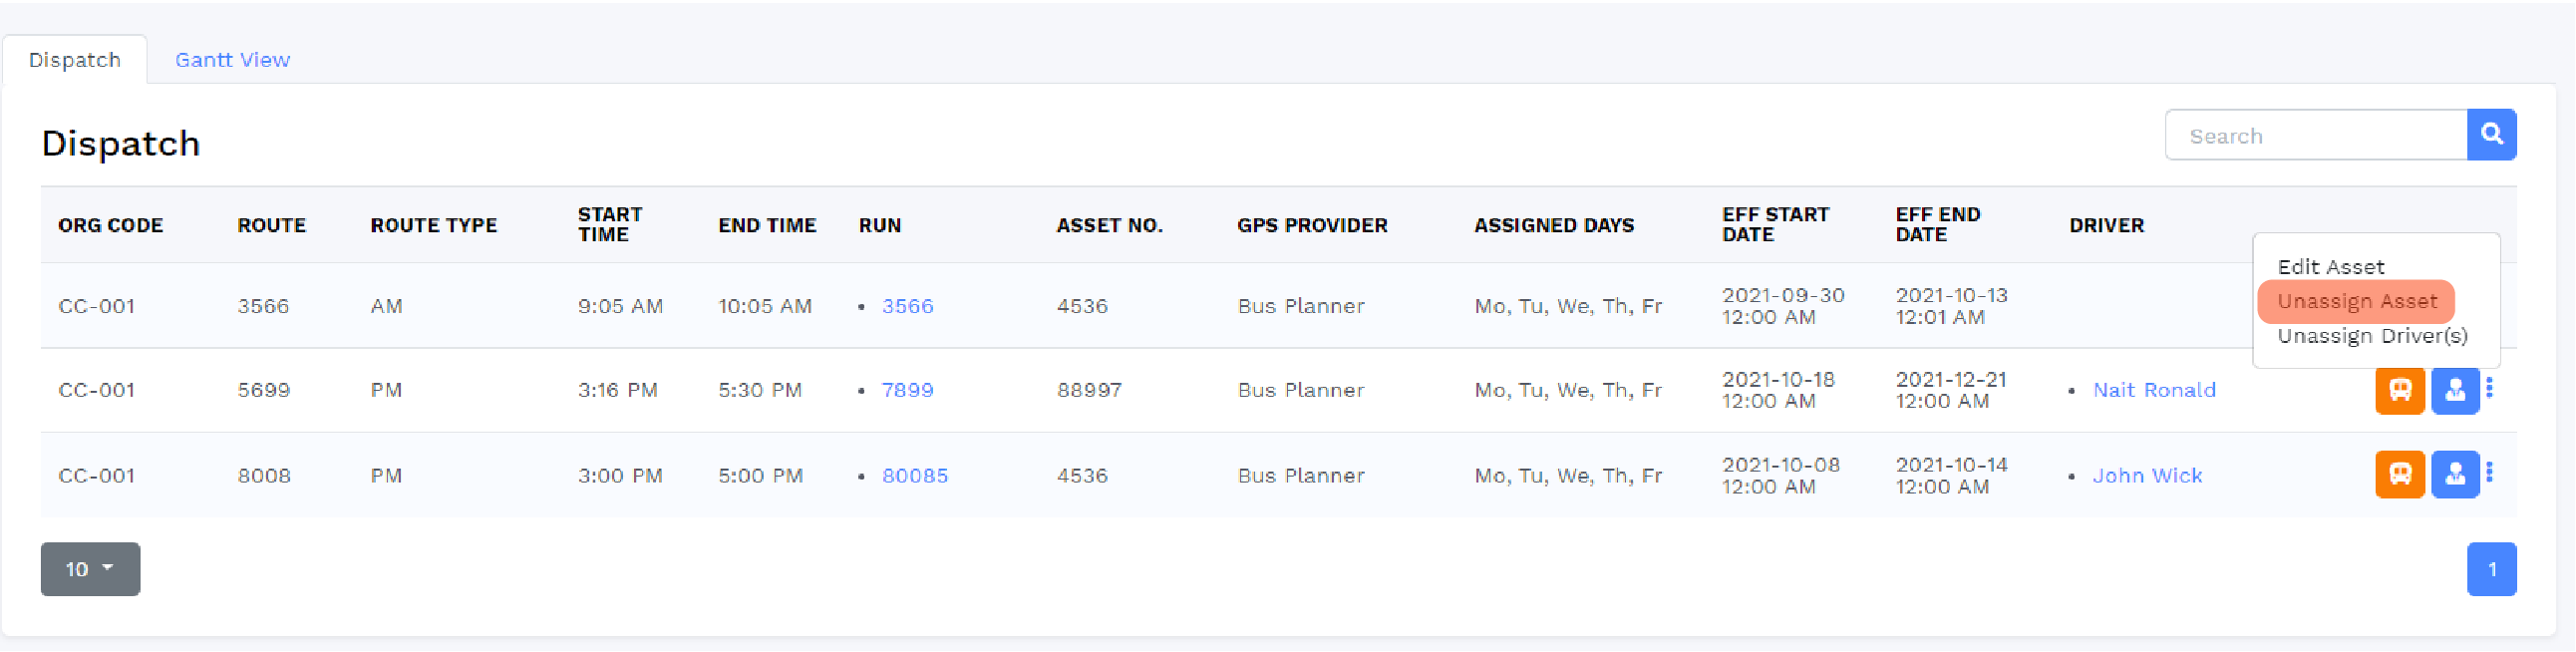 Dispatch Gantt View
Dispatch
Search
ORG CODE ROUTE ROUTE TYPE START TIME END TIME RUN ASSET NO. GPS PROVIDER ASSIGNED DAYS EFF START DATE EFF END DATE DRIVER
Edit Asset
Unassign Asset
Unassign Driver(s)
CC-001 3566 AM 9:05 AM 10:05 AM • 3566 4536 Bus Planner Mo, Tu, We, Th, Fr 2021-09-30 12:00 AM 2021-10-13 12:01 AM
CC-001 5699 PM 3:16 PM 5:30 PM • 7899 88997 Bus Planner Mo, Tu, We, Th, Fr 2021-10-18 12:00 AM 2021-12-21 12:00 AM • Nait Ronald
CC-001 8008 PM 3:00 PM 5:00 PM • 80085 4536 Bus Planner Mo, Tu, We, Th, Fr 2021-10-08 12:00 AM 2021-10-14 12:00 AM • John Wick
10 1